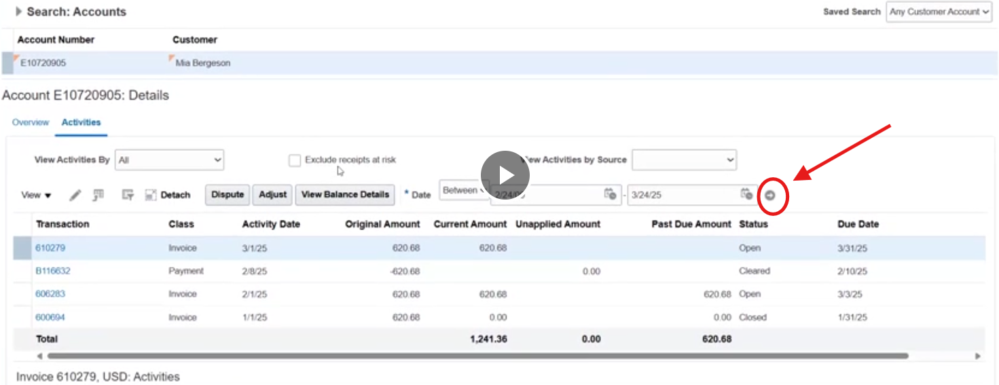 Search: Accounts Saved Search Any Customer Account
Account Number Customer
E10720905 Mia Bergeson
Account E10720905: Details
Overview Activities
View Activities By All Exclude receipts at risk View Activities by Source
View Detach Dispute Adjust View Balance Details * Date Between 2/24/0 - 3/24/25
Transaction Class Activity Date Original Amount Current Amount Unapplied Amount Past Due Amount Status Due Date
610279 Invoice 3/1/25 620.68 620.68 Open 3/31/25
B116632 Payment 2/8/25 -620.68 0.00 Cleared 2/10/25
606283 Invoice 2/1/25 620.68 620.68 620.68 Open 3/3/25
600694 Invoice 1/1/25 620.68 0.00 0.00 Closed 1/31/25
Total 1,241.36 0.00 620.68
Invoice 610279, USD: Activities